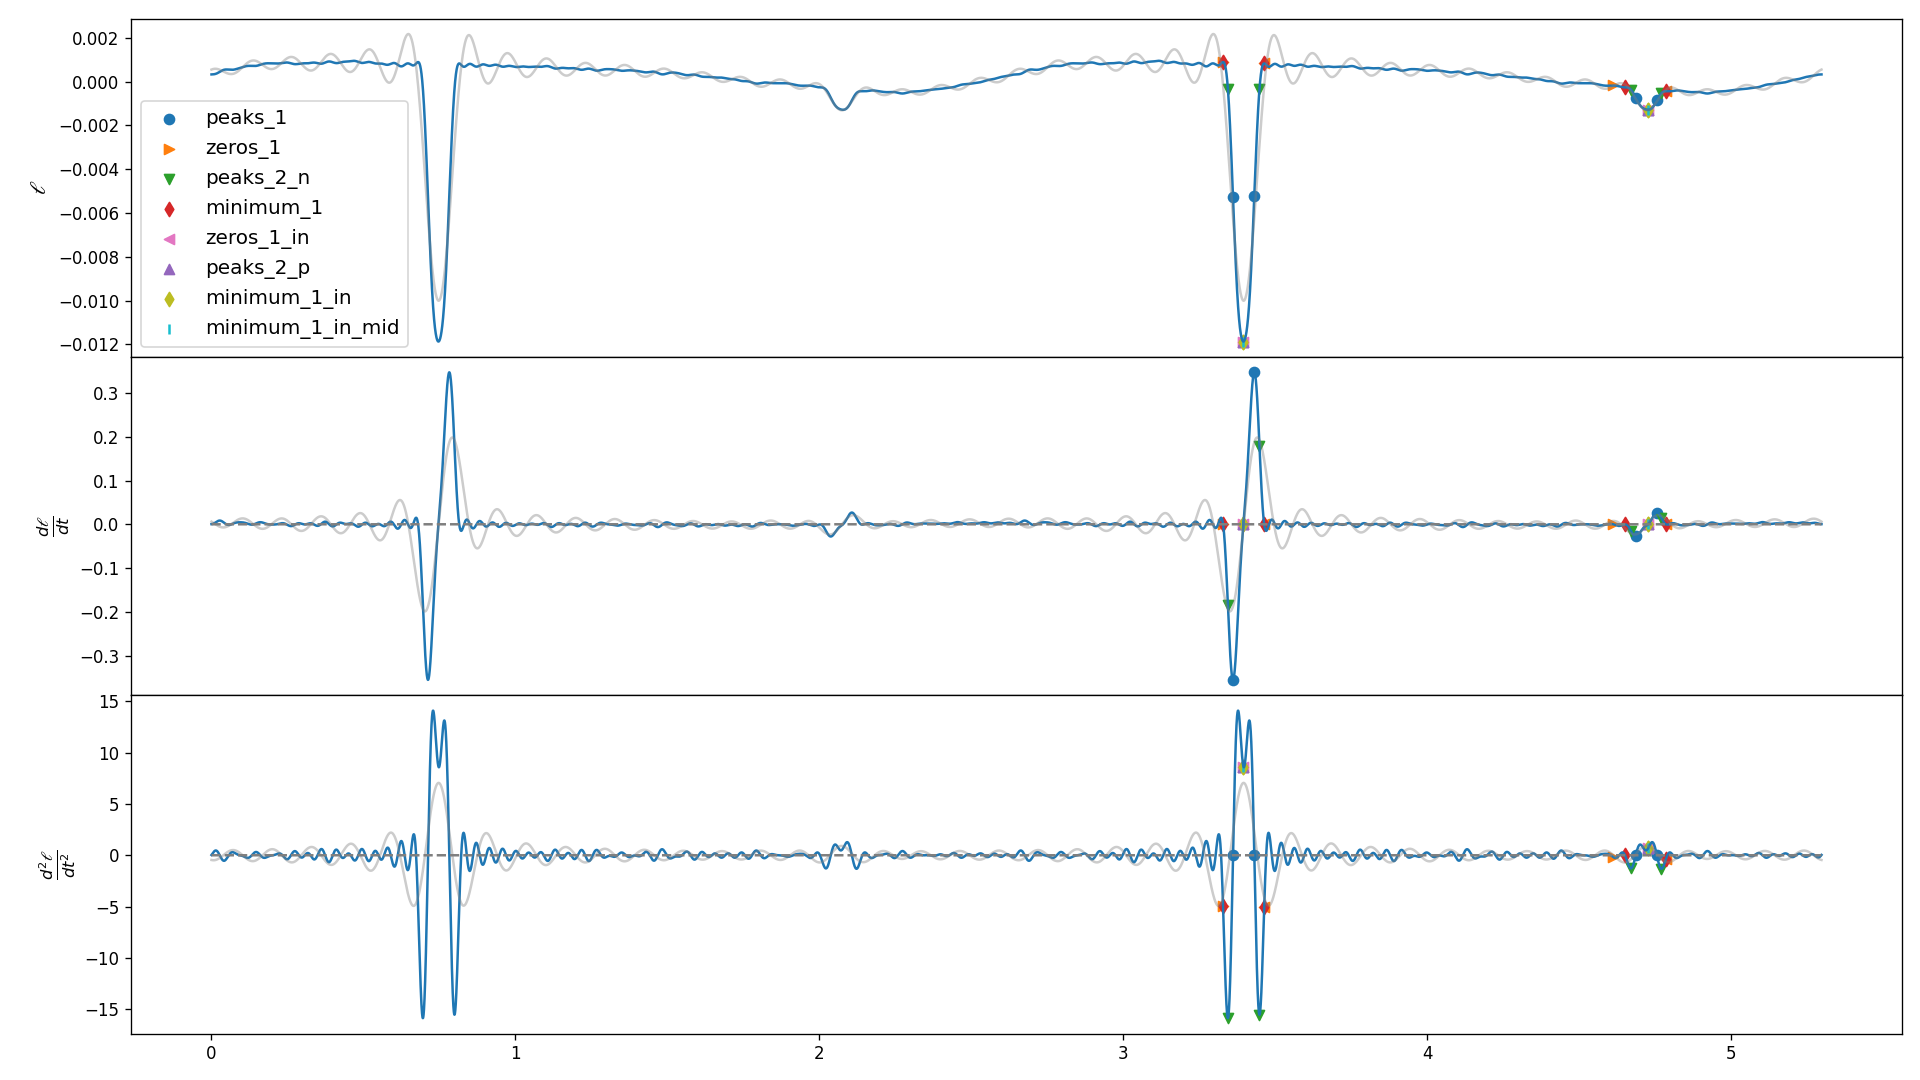 0.002
0.000
−0.002
−0.004
−0.006
−0.008
−0.010
−0.012
ℓ
peaks_1
zeros_1
peaks_2_n
minimum_1
zeros_1_in
peaks_2_p
minimum_1_in
minimum_1_in_mid
0.3
0.2
0.1
0.0
−0.1
−0.2
−0.3
dℓ/dt
15
10
5
0
−5
−10
−15
d²ℓ/dt²
0 1 2 3 4 5